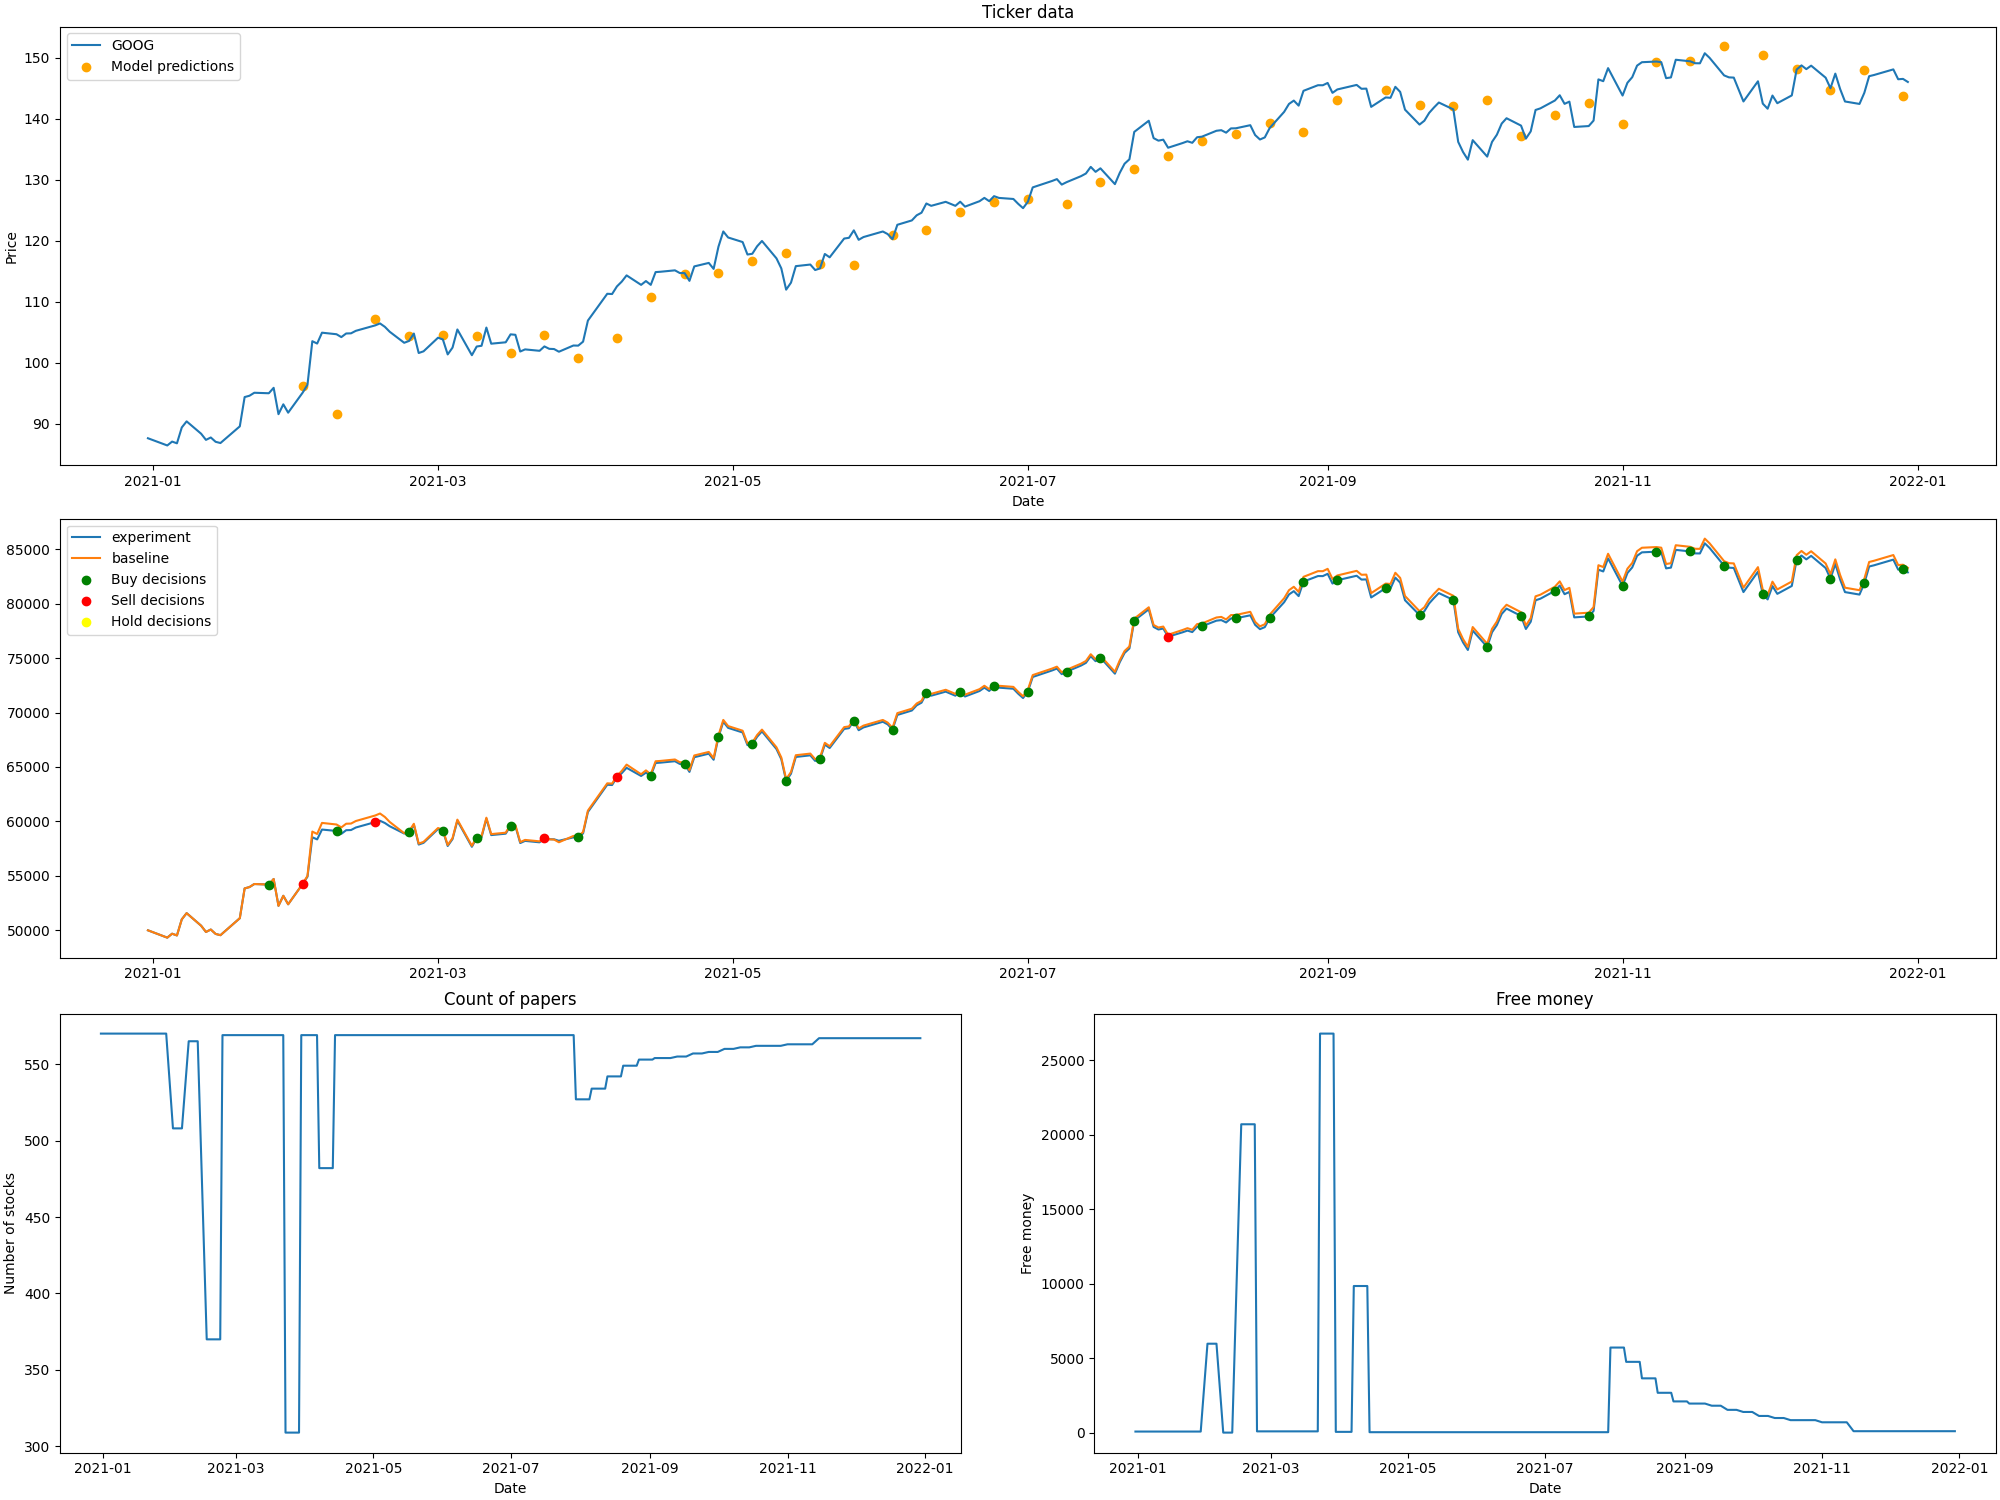 Ticker data
GOOG
Model predictions
150
140
130
120
110
100
90
Price
2021-01 2021-03 2021-05 2021-07 2021-09 2021-11 2022-01
Date
experiment
baseline
Buy decisions
Sell decisions
Hold decisions
85000
80000
75000
70000
65000
60000
55000
50000
2021-01 2021-03 2021-05 2021-07 2021-09 2021-11 2022-01
Count of papers
550
500
450
400
350
300
Number of stocks
2021-01 2021-03 2021-05 2021-07 2021-09 2021-11 2022-01
Date
Free money
25000
20000
15000
10000
5000
0
Free money
2021-01 2021-03 2021-05 2021-07 2021-09 2021-11 2022-01
Date